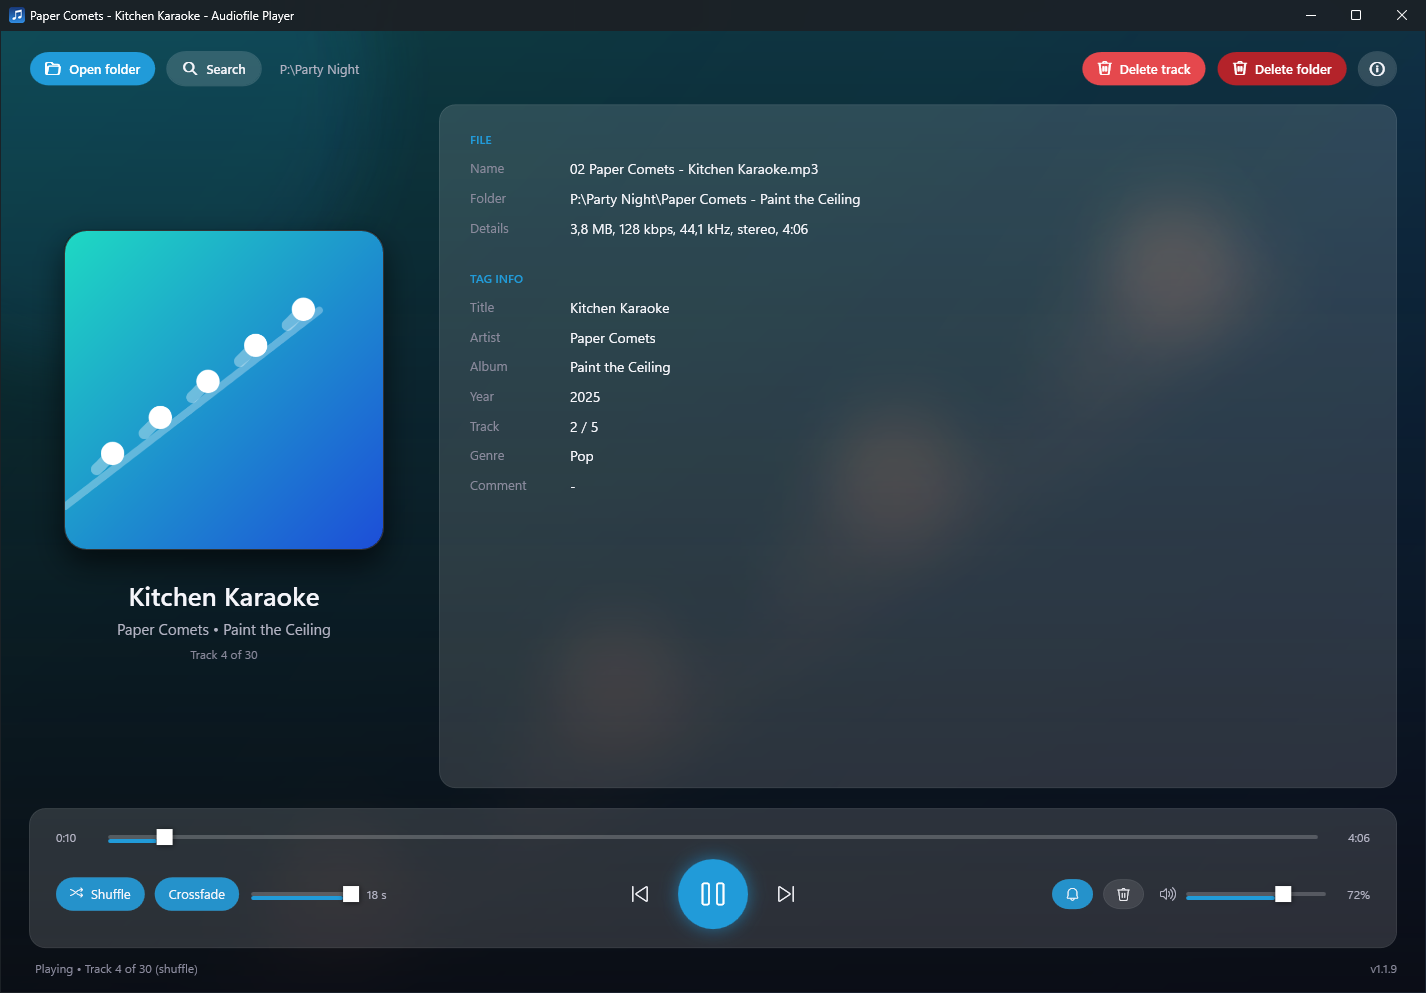 Paper Comets - Kitchen Karaoke - Audiofile Player
Open folder
Search
P:\Party Night
Delete track
Delete folder
FILE
Name 02 Paper Comets - Kitchen Karaoke.mp3
Folder P:\Party Night\Paper Comets - Paint the Ceiling
Details 3,8 MB, 128 kbps, 44,1 kHz, stereo, 4:06
TAG INFO
Title Kitchen Karaoke
Artist Paper Comets
Album Paint the Ceiling
Year 2025
Track 2 / 5
Genre Pop
Comment -
Kitchen Karaoke
Paper Comets • Paint the Ceiling
Track 4 of 30
0:10
4:06
Shuffle
Crossfade
18 s
72%
Playing • Track 4 of 30 (shuffle)
v1.1.9